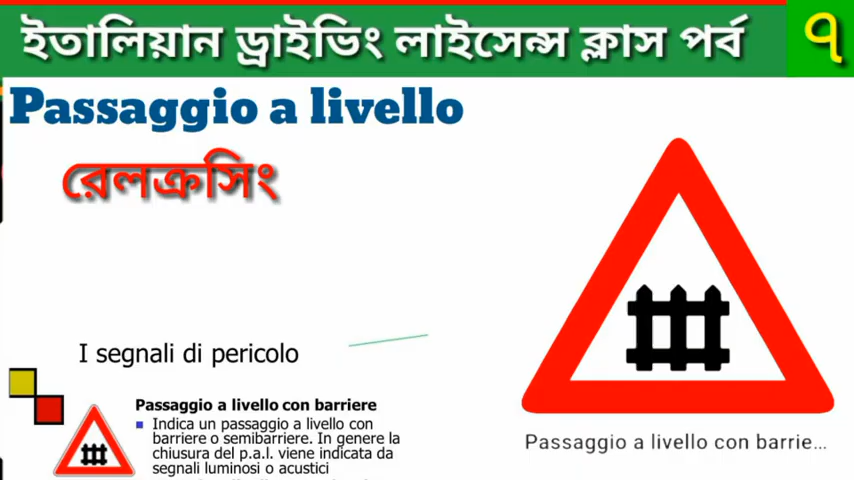 ইতালিয়ান ড্রাইভিং লাইসেন্স ক্লাস পর্ব ৭
Passaggio a livello
রেলক্রসিং
I segnali di pericolo
Passaggio a livello con barriere
Indica un passaggio a livello con
barriere o semibarriere. In genere la
chiusura del p.a.l. viene indicata da
segnali luminosi o acustici
Passaggio a livello con barrie...